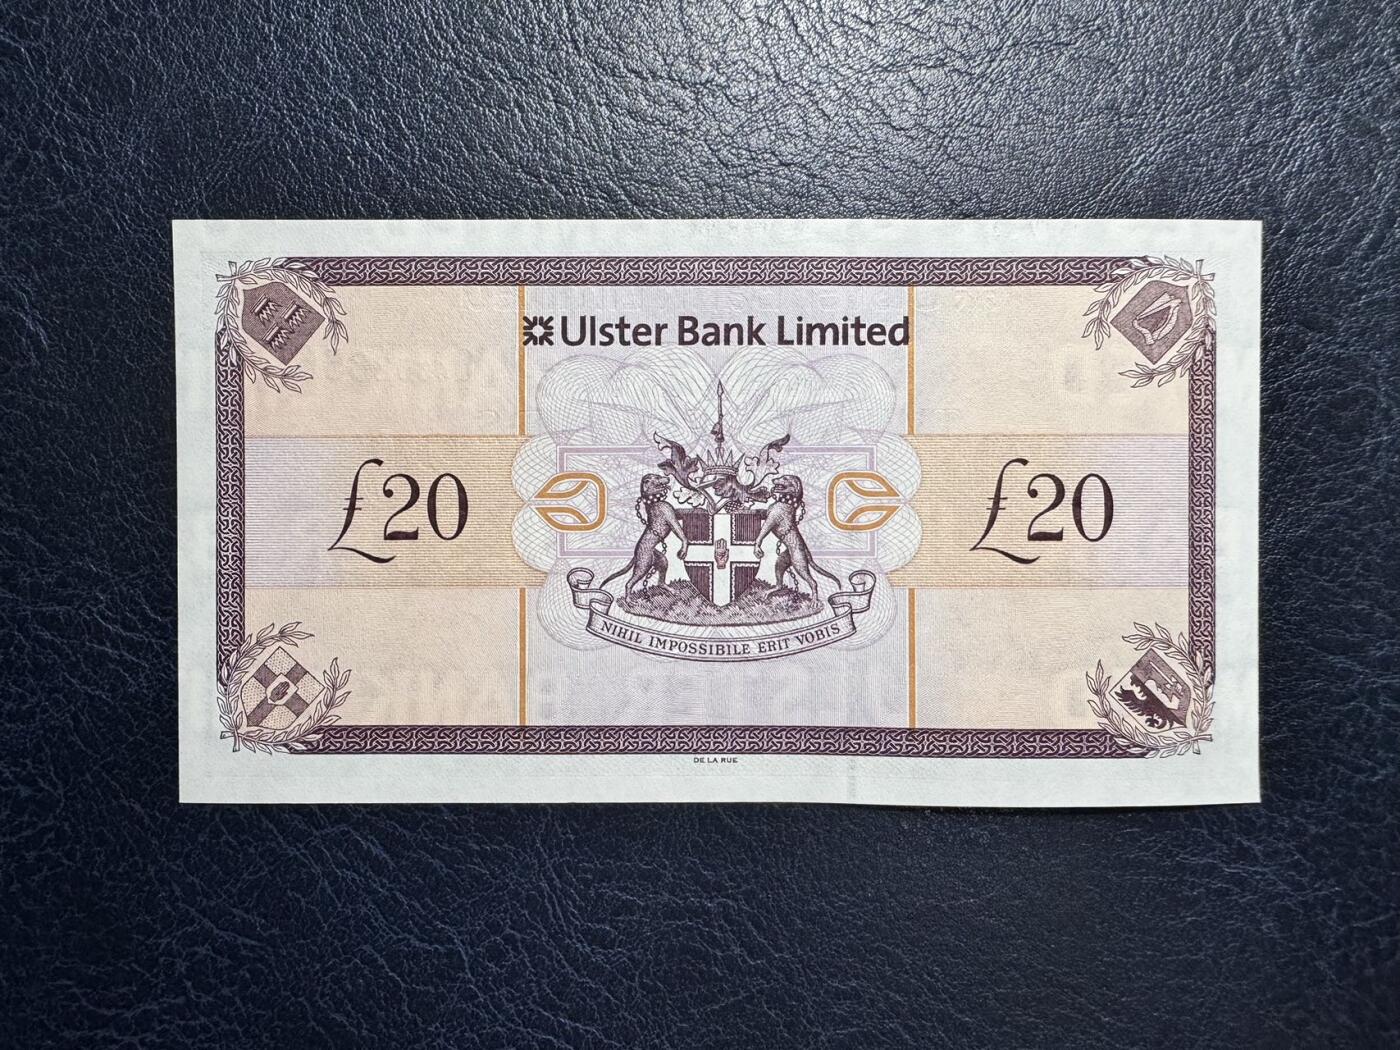 Ulster Bank Limited
£20
£20
NIHIL IMPOSSIBILE ERIT VOBIS
DE LA RUE